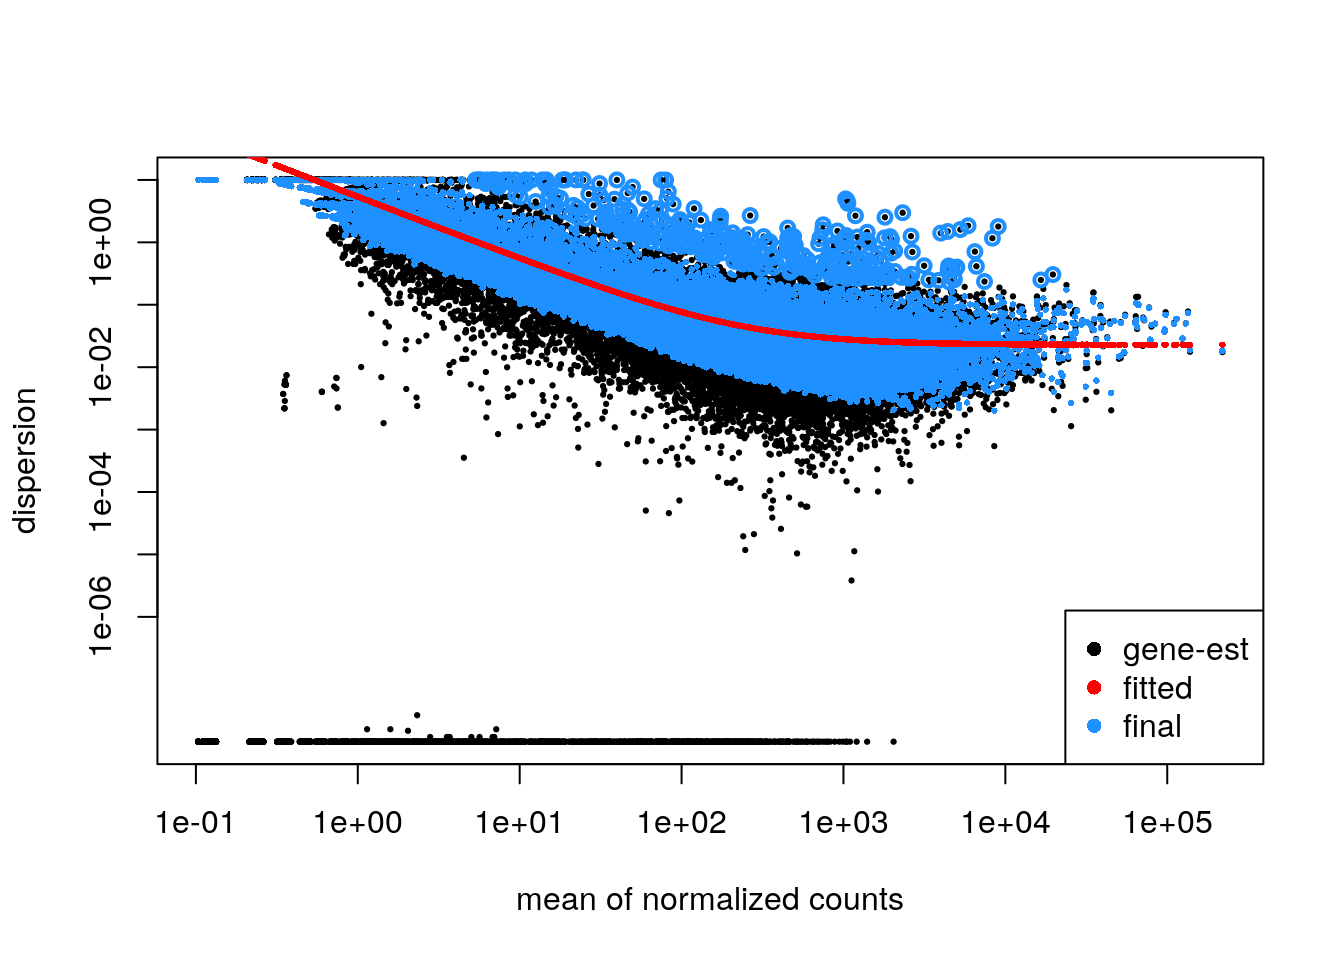 dispersion
1e+00
1e-02
1e-04
1e-06
gene-est
fitted
final
1e-01 1e+00 1e+01 1e+02 1e+03 1e+04 1e+05
mean of normalized counts